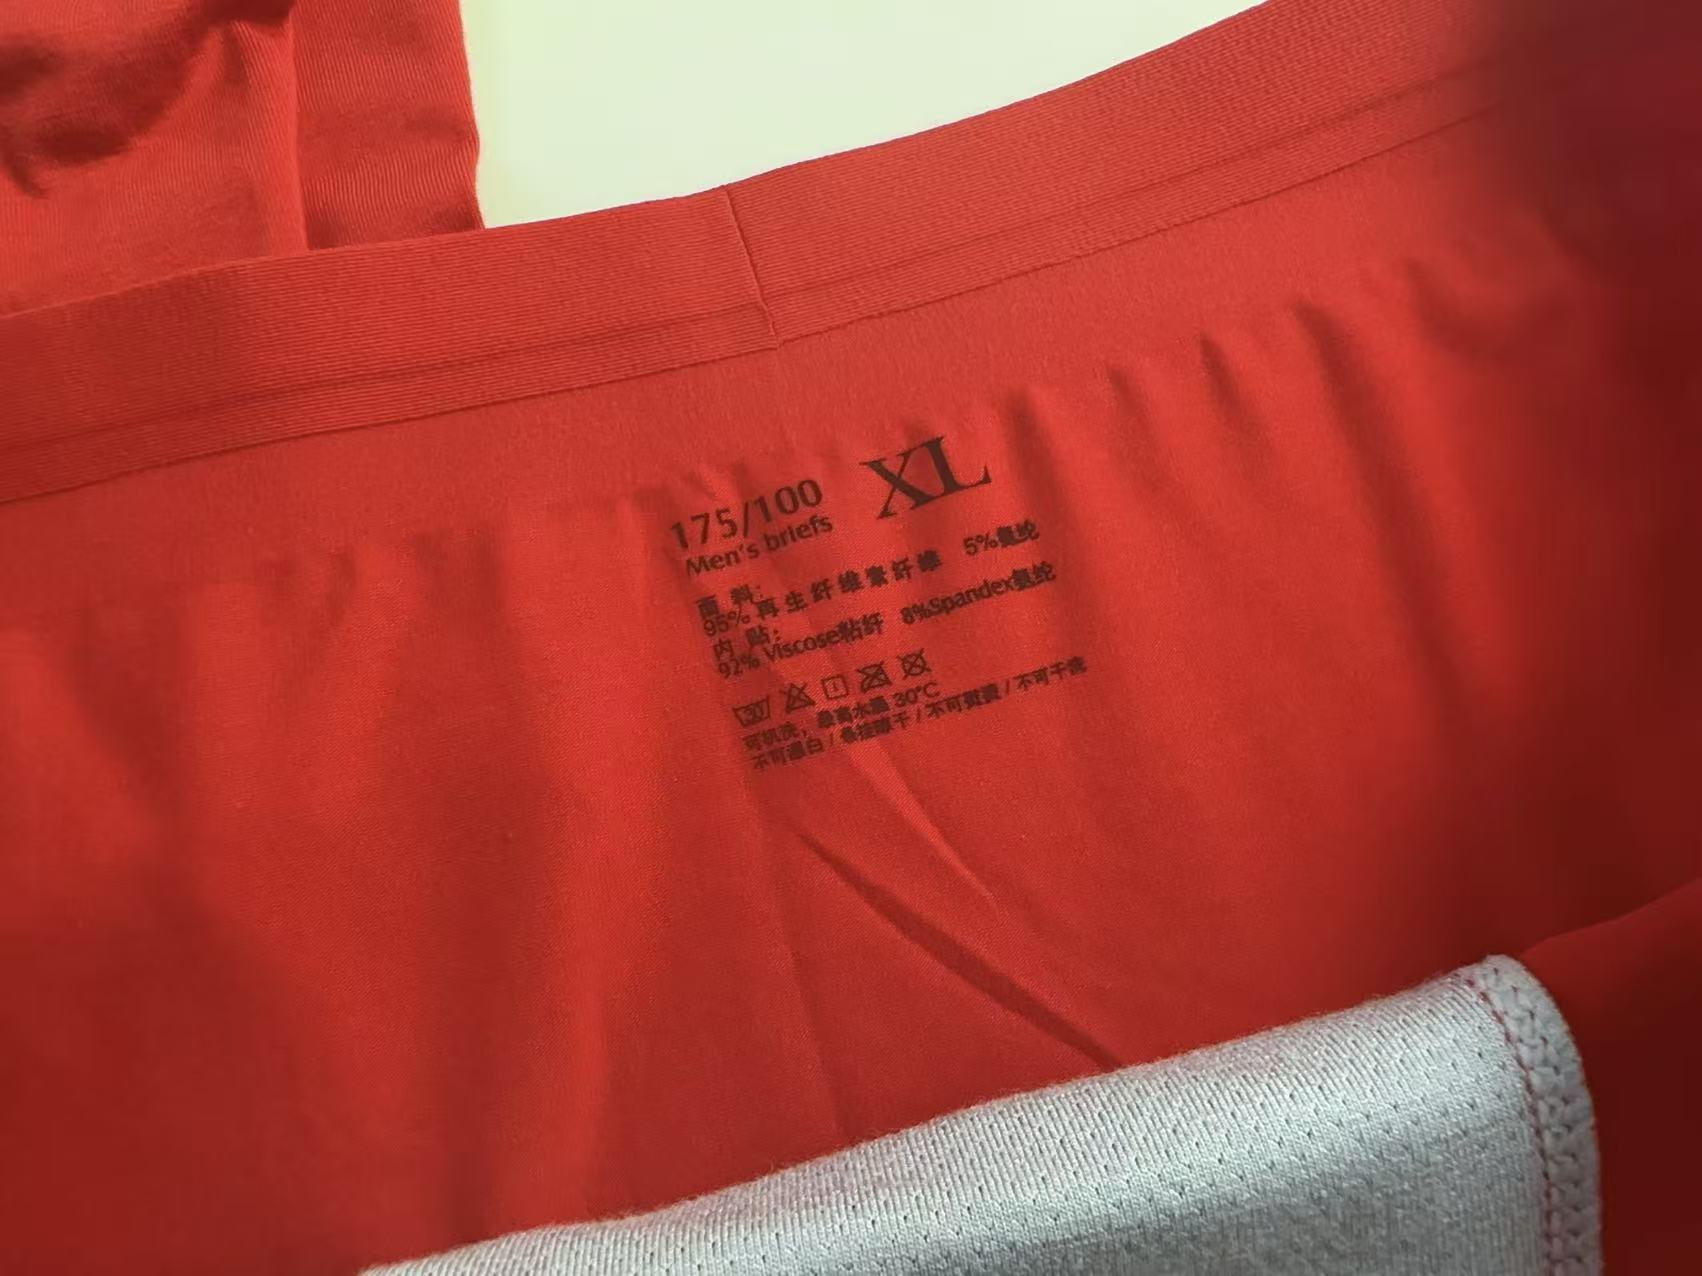 175/100 XL
Men's briefs
面 料：
95% 再生纤维素纤维 5%氨纶
内 贴：
92% Viscose粘纤 8%Spandex氨纶
30
可机洗，最高水温 30°C
不可漂白 / 悬挂晾干 / 不可熨烫 / 不可干洗